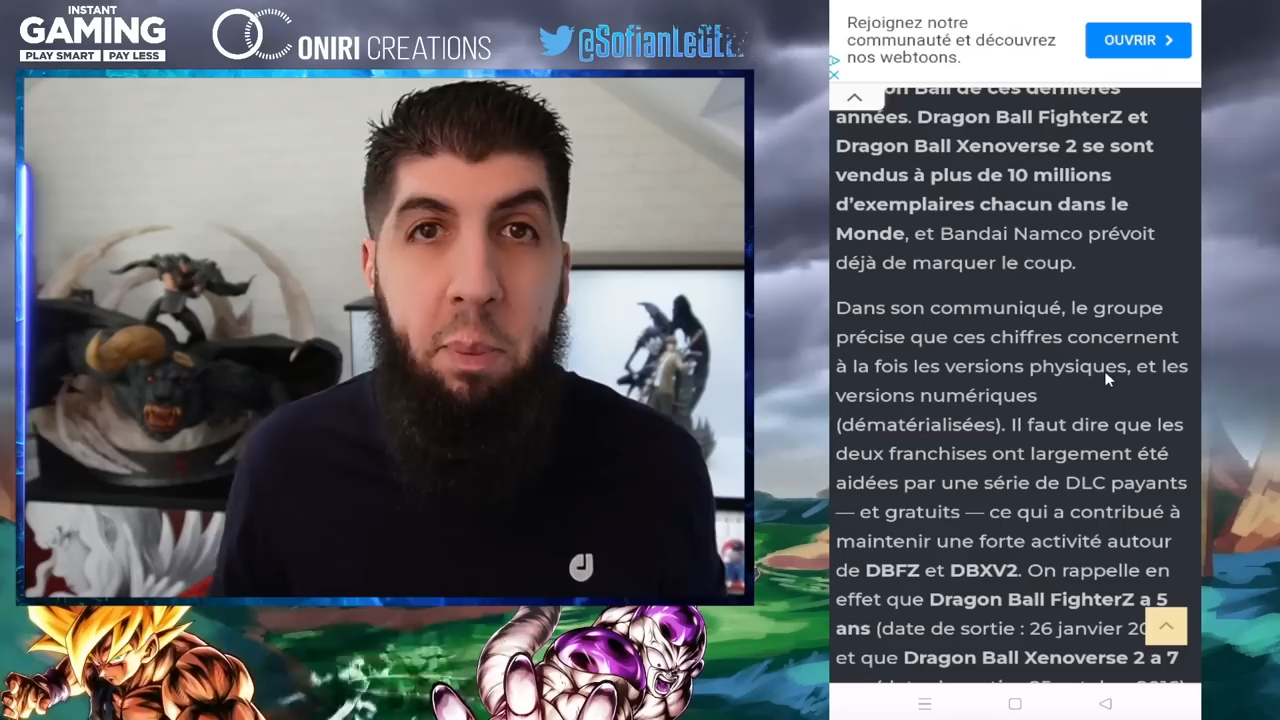 INSTANT
GAMING
PLAY SMART PAY LESS
ONIRI CREATIONS
Rejoignez notre
communauté et découvrez
nos webtoons.
OUVRIR
Ball de ces dernières
années. Dragon Ball FighterZ et
Dragon Ball Xenoverse 2 se sont
vendus à plus de 10 millions
d'exemplaires chacun dans le
Monde, et Bandai Namco prévoit
déjà de marquer le coup.
Dans son communiqué, le groupe
précise que ces chiffres concernent
à la fois les versions physiques, et les
versions numériques
(dématérialisées). Il faut dire que les
deux franchises ont largement été
aidées par une série de DLC payants
— et gratuits — ce qui a contribué à
maintenir une forte activité autour
de DBFZ et DBXV2. On rappelle en
effet que Dragon Ball FighterZ a 5
ans (date de sortie : 26 janvier 20
et que Dragon Ball Xenoverse 2 a 7